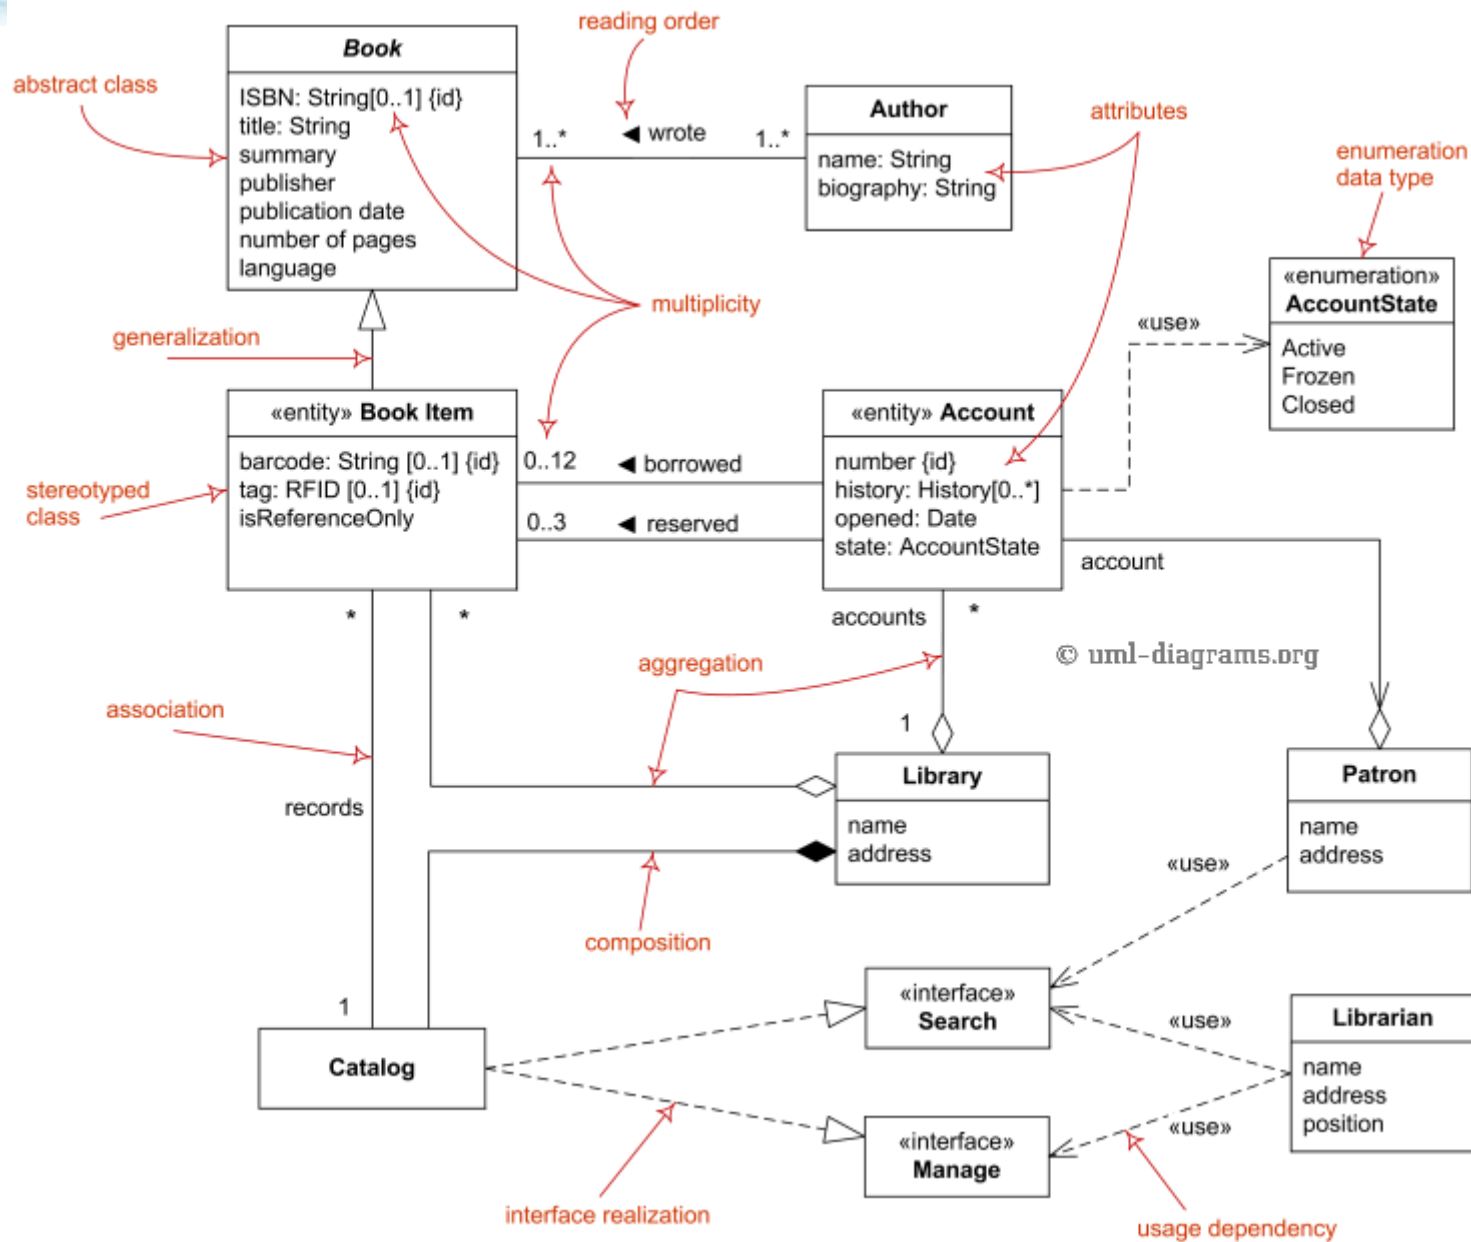 reading order
Book
abstract class
ISBN: String[0..1] {id}
title: String
summary
publisher
publication date
number of pages
language
1..*
◀ wrote
1..*
Author
name: String
biography: String
attributes
enumeration
data type
«enumeration»
AccountState
Active
Frozen
Closed
multiplicity
«use»
generalization
«entity» Book Item
barcode: String [0..1] {id}
tag: RFID [0..1] {id}
isReferenceOnly
stereotyped
class
0..12
◀ borrowed
0..3
◀ reserved
«entity» Account
number {id}
history: History[0..*]
opened: Date
state: AccountState
account
*
*
accounts
*
© uml-diagrams.org
aggregation
association
1
Library
name
address
records
Patron
name
address
«use»
composition
1
Catalog
«interface»
Search
«use»
Librarian
name
address
position
«interface»
Manage
«use»
interface realization
usage dependency